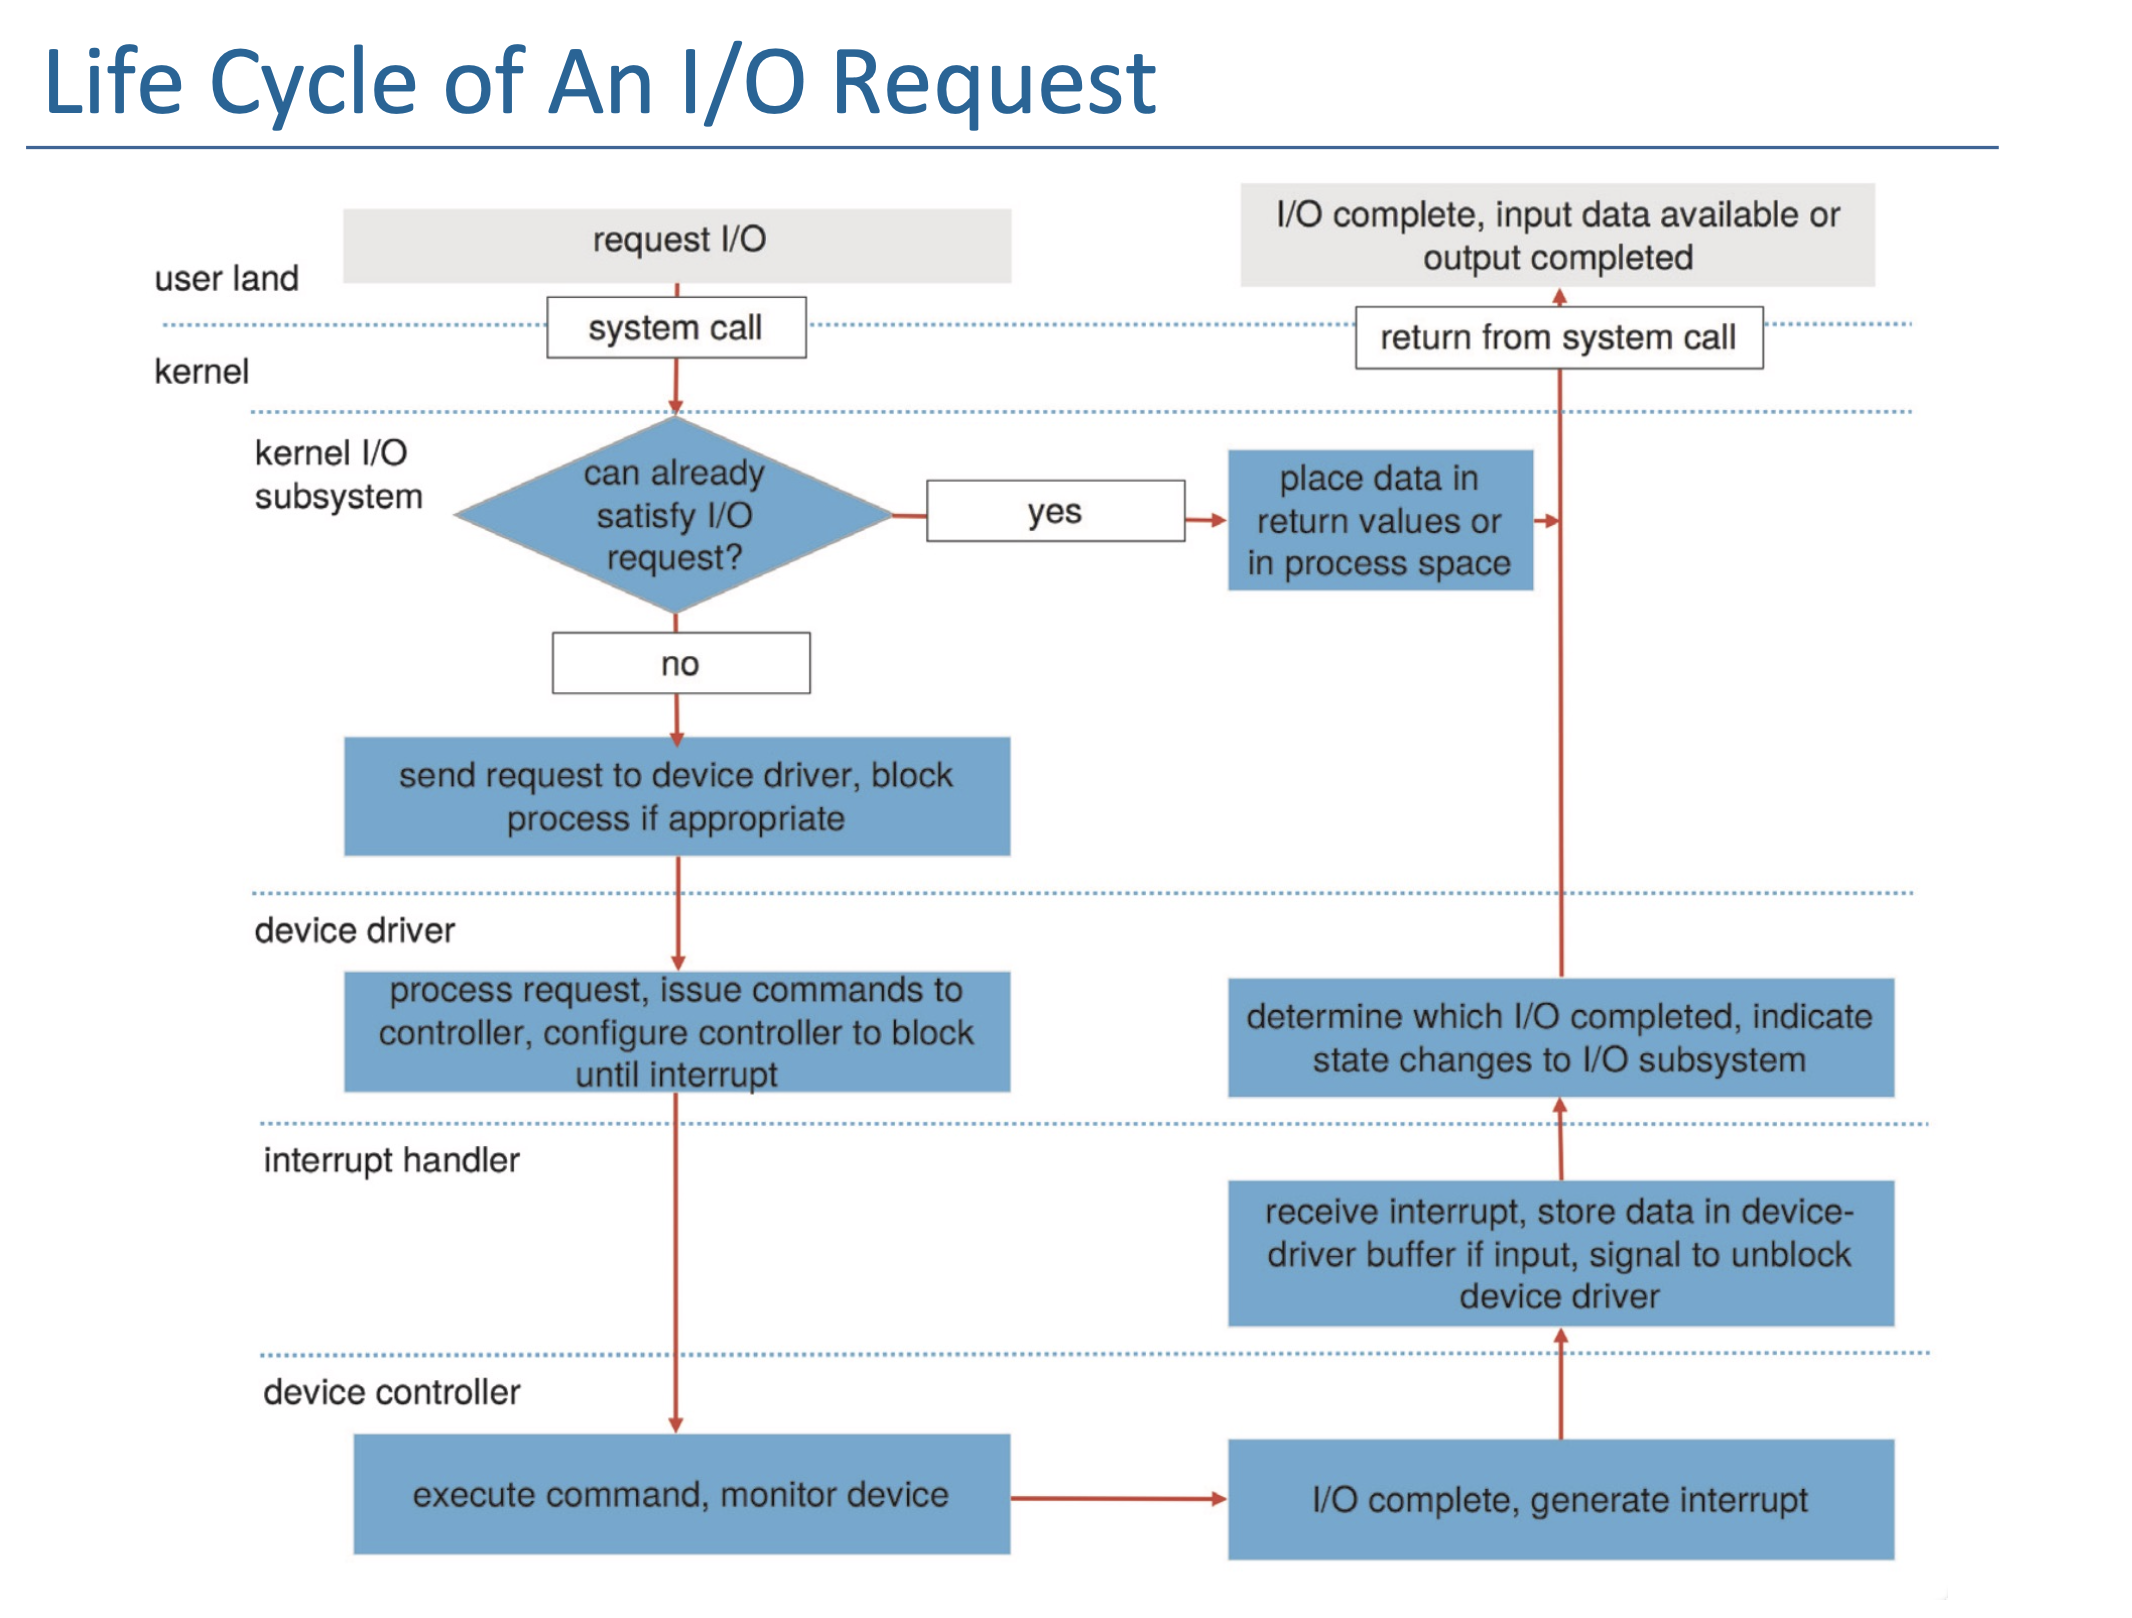 Life Cycle of An I/O Request
request I/O
I/O complete, input data available or
output completed
user land
system call
return from system call
kernel
kernel I/O
subsystem
can already
satisfy I/O
request?
yes
place data in
return values or
in process space
no
send request to device driver, block
process if appropriate
device driver
process request, issue commands to
controller, configure controller to block
until interrupt
determine which I/O completed, indicate
state changes to I/O subsystem
interrupt handler
receive interrupt, store data in device-
driver buffer if input, signal to unblock
device driver
device controller
execute command, monitor device
I/O complete, generate interrupt